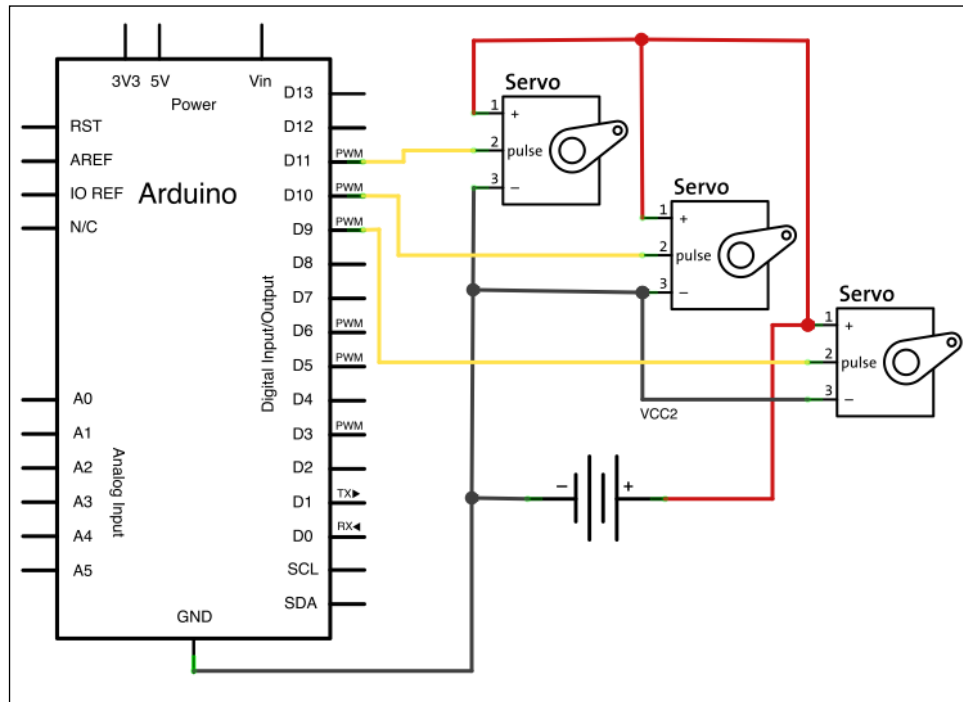 3V3 5V Vin
Power
RST
AREF
IO REF
N/C
Arduino
A0
A1
A2
A3
A4
A5
Analog Input
D13
D12
D11 PWM
D10 PWM
D9 PWM
D8
D7
D6 PWM
D5 PWM
D4
D3 PWM
D2
D1 TX▶
D0 RX◀
SCL
SDA
Digital Input/Output
GND
Servo
1 +
2 pulse
3 −
Servo
1 +
2 pulse
3 −
Servo
1 +
2 pulse
3 −
VCC2
− +